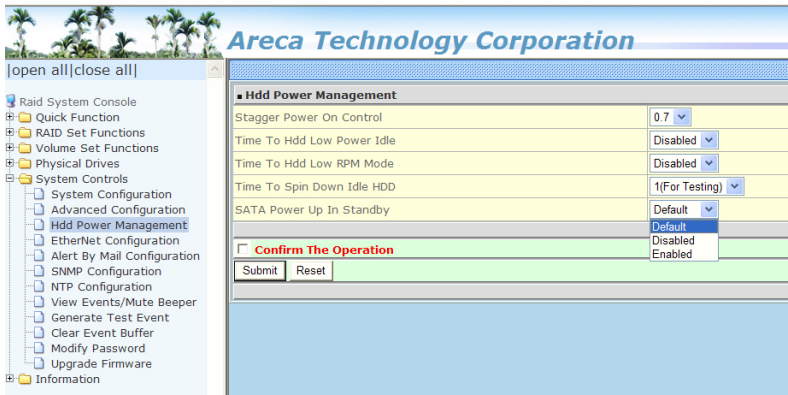 Areca Technology Corporation
|open all|close all|
Raid System Console
Quick Function
RAID Set Functions
Volume Set Functions
Physical Drives
System Controls
System Configuration
Advanced Configuration
Hdd Power Management
EtherNet Configuration
Alert By Mail Configuration
SNMP Configuration
NTP Configuration
View Events/Mute Beeper
Generate Test Event
Clear Event Buffer
Modify Password
Upgrade Firmware
Information
Hdd Power Management
Stagger Power On Control 0.7
Time To Hdd Low Power Idle Disabled
Time To Hdd Low RPM Mode Disabled
Time To Spin Down Idle HDD 1(For Testing)
SATA Power Up In Standby Default
Default
Disabled
Enabled
Confirm The Operation
Submit Reset